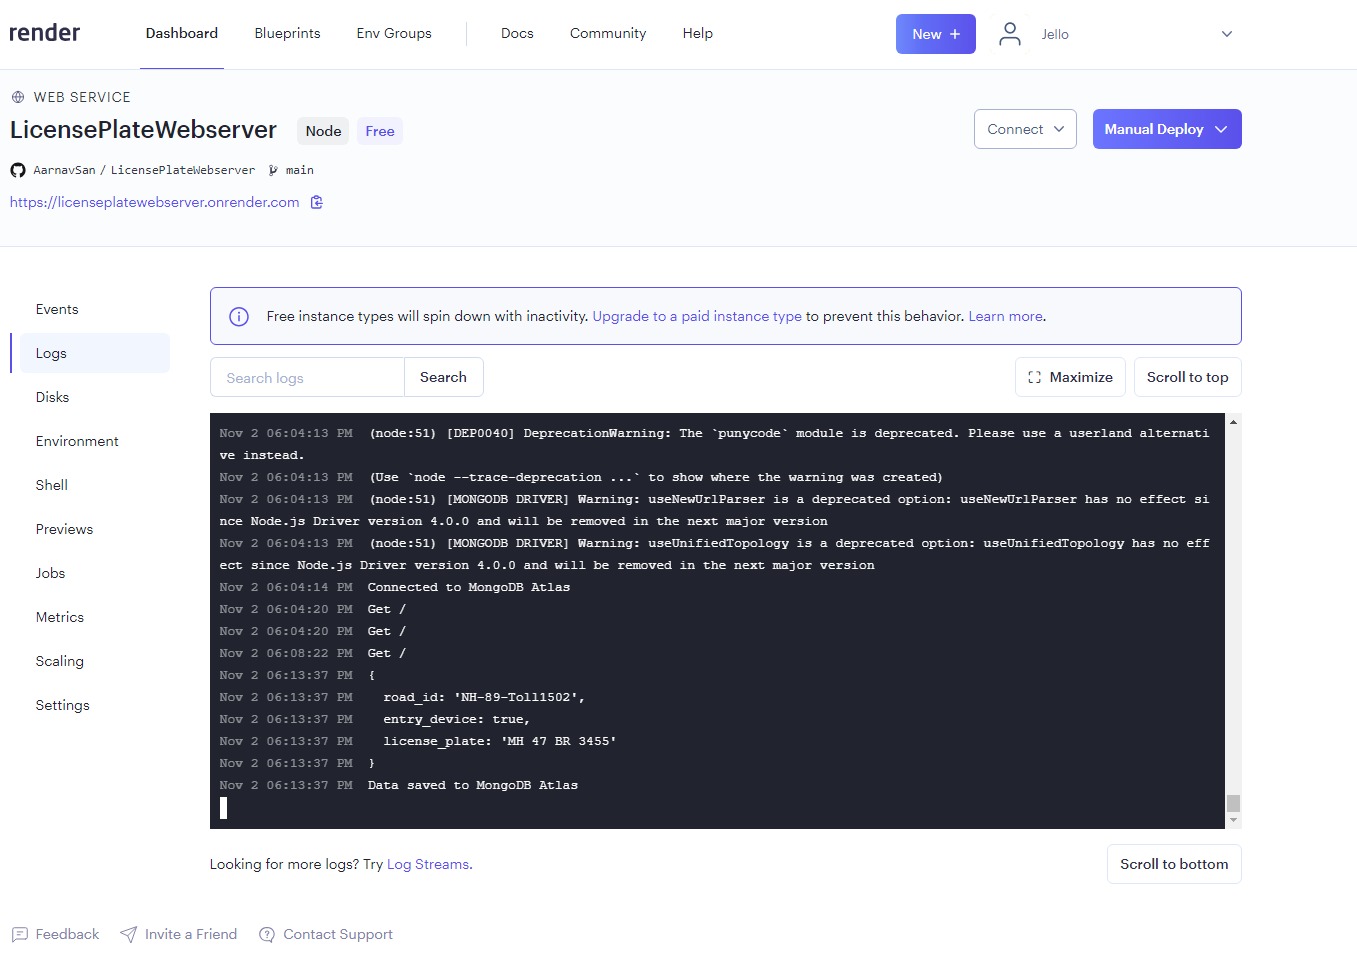 render
Dashboard Blueprints Env Groups Docs Community Help New + Jello
WEB SERVICE
LicensePlateWebserver Node Free
Connect Manual Deploy
AarnavSan / LicensePlateWebserver main
https://licenseplatewebserver.onrender.com
Events
Logs
Disks
Environment
Shell
Previews
Jobs
Metrics
Scaling
Settings
Free instance types will spin down with inactivity. Upgrade to a paid instance type to prevent this behavior. Learn more.
Search logs Search Maximize Scroll to top
Nov 2 06:04:13 PM (node:51) [DEP0040] DeprecationWarning: The `punycode` module is deprecated. Please use a userland alternati
ve instead.
Nov 2 06:04:13 PM (Use `node --trace-deprecation ...` to show where the warning was created)
Nov 2 06:04:13 PM (node:51) [MONGODB DRIVER] Warning: useNewUrlParser is a deprecated option: useNewUrlParser has no effect si
nce Node.js Driver version 4.0.0 and will be removed in the next major version
Nov 2 06:04:13 PM (node:51) [MONGODB DRIVER] Warning: useUnifiedTopology is a deprecated option: useUnifiedTopology has no eff
ect since Node.js Driver version 4.0.0 and will be removed in the next major version
Nov 2 06:04:14 PM Connected to MongoDB Atlas
Nov 2 06:04:20 PM Get /
Nov 2 06:04:20 PM Get /
Nov 2 06:08:22 PM Get /
Nov 2 06:13:37 PM {
Nov 2 06:13:37 PM road_id: 'NH-89-Toll1502',
Nov 2 06:13:37 PM entry_device: true,
Nov 2 06:13:37 PM license_plate: 'MH 47 BR 3455'
Nov 2 06:13:37 PM }
Nov 2 06:13:37 PM Data saved to MongoDB Atlas
Looking for more logs? Try Log Streams.
Scroll to bottom
Feedback Invite a Friend Contact Support